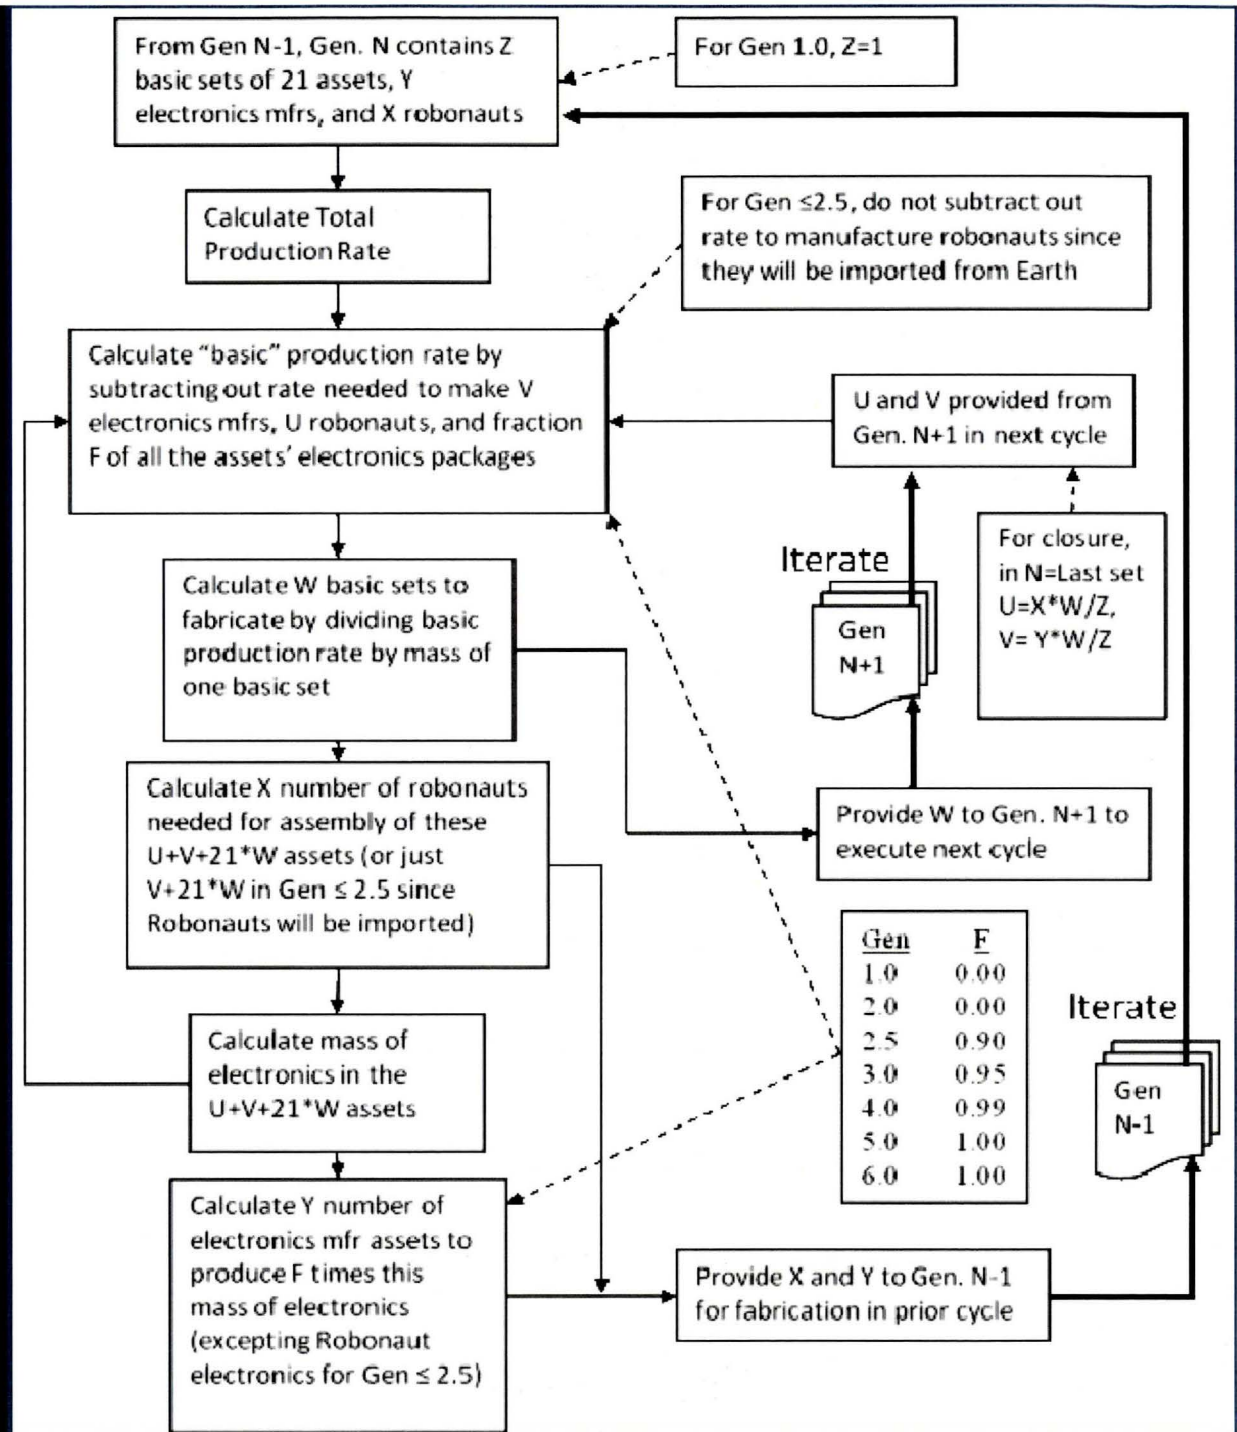 From Gen N-1, Gen. N contains Z
basic sets of 21 assets, Y
electronics mfrs, and X robonauts
For Gen 1.0, Z=1
Calculate Total
Production Rate
For Gen ≤2.5, do not subtract out
rate to manufacture robonauts since
they will be imported from Earth
Calculate “basic” production rate by
subtracting out rate needed to make V
electronics mfrs, U robonauts, and fraction
F of all the assets’ electronics packages
U and V provided from
Gen. N+1 in next cycle
For closure,
in N=Last set
U=X*W/Z,
V= Y*W/Z
Iterate
Gen
N+1
Calculate W basic sets to
fabricate by dividing basic
production rate by mass of
one basic set
Calculate X number of robonauts
needed for assembly of these
U+V+21*W assets (or just
V+21*W in Gen ≤ 2.5 since
Robonauts will be imported)
Provide W to Gen. N+1 to
execute next cycle
Gen F
1.0 0.00
2.0 0.00
2.5 0.90
3.0 0.95
4.0 0.99
5.0 1.00
6.0 1.00
Iterate
Gen
N-1
Calculate mass of
electronics in the
U+V+21*W assets
Calculate Y number of
electronics mfr assets to
produce F times this
mass of electronics
(excepting Robonaut
electronics for Gen ≤ 2.5)
Provide X and Y to Gen. N-1
for fabrication in prior cycle